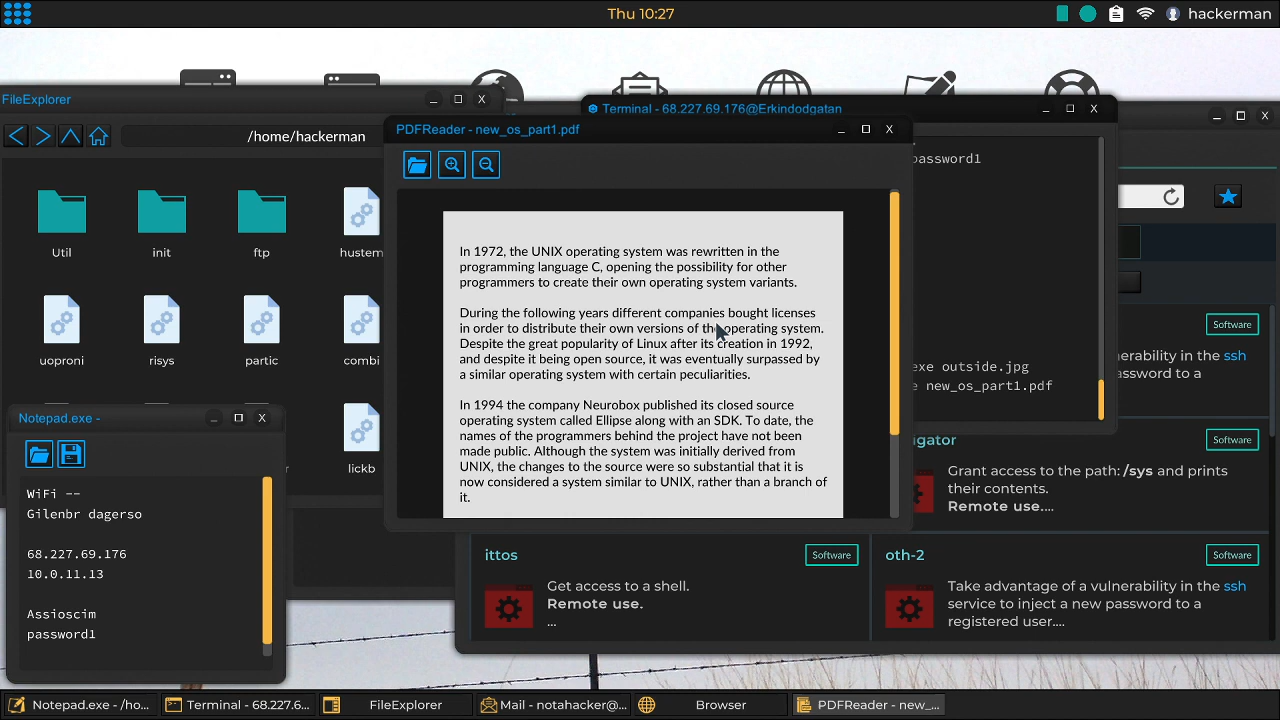 Thu 10:27
hackerman
FileExplorer
/home/hackerman
Util
init
ftp
hustem
uoproni
risys
partic
combi
lickb
Terminal - 68.227.69.176@Erkindodgatan
password1
exe outside.jpg
new_os_part1.pdf
PDFReader - new_os_part1.pdf
In 1972, the UNIX operating system was rewritten in the
programming language C, opening the possibility for other
programmers to create their own operating system variants.
During the following years different companies bought licenses
in order to distribute their own versions of the operating system.
Despite the great popularity of Linux after its creation in 1992,
and despite it being open source, it was eventually surpassed by
a similar operating system with certain peculiarities.
In 1994 the company Neurobox published its closed source
operating system called Ellipse along with an SDK. To date, the
names of the programmers behind the project have not been
made public. Although the system was initially derived from
UNIX, the changes to the source were so substantial that it is
now considered a system similar to UNIX, rather than a branch of
it.
Notepad.exe -
WiFi --
Gilenbr dagerso
68.227.69.176
10.0.11.13
Assioscim
password1
Software
erability in the ssh
password to a
igator
Software
Grant access to the path: /sys and prints
their contents.
Remote use....
ittos
Software
Get access to a shell.
Remote use.
...
oth-2
Software
Take advantage of a vulnerability in the ssh
service to inject a new password to a
registered user....
Notepad.exe - /ho...
Terminal - 68.227.6...
FileExplorer
Mail - notahacker@...
Browser
PDFReader - new_...